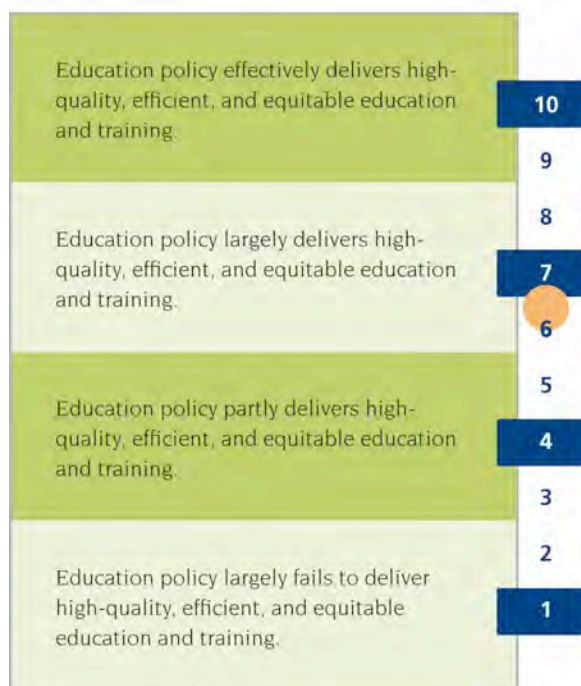 Education policy effectively delivers high-
quality, efficient, and equitable education
and training.
10
9
8
Education policy largely delivers high-
quality, efficient, and equitable education
and training.
7
6
5
Education policy partly delivers high-
quality, efficient, and equitable education
and training.
4
3
2
Education policy largely fails to deliver
high-quality, efficient, and equitable
education and training.
1